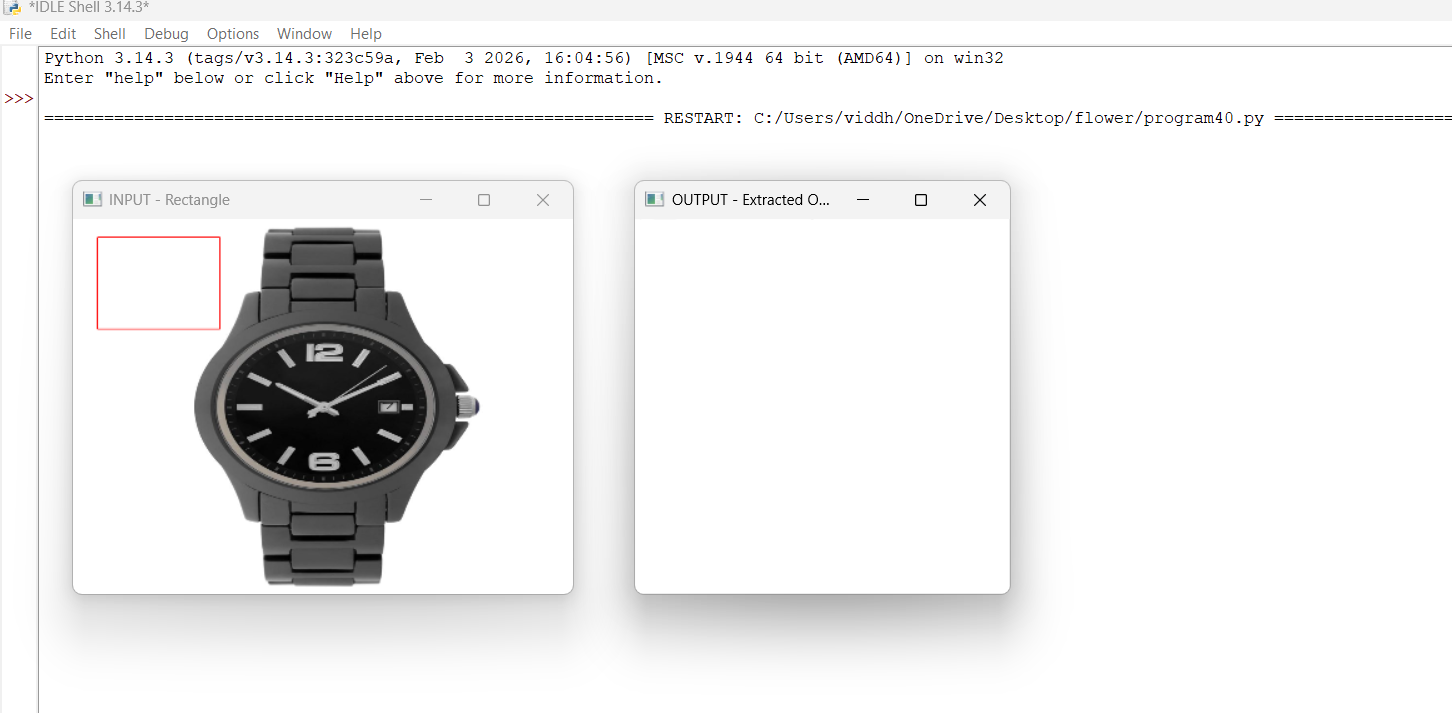 *IDLE Shell 3.14.3*
File Edit Shell Debug Options Window Help
Python 3.14.3 (tags/v3.14.3:323c59a, Feb  3 2026, 16:04:56) [MSC v.1944 64 bit (AMD64)] on win32
Enter "help" below or click "Help" above for more information.
>>>
============================================================= RESTART: C:/Users/viddh/OneDrive/Desktop/flower/program40.py ==================
INPUT - Rectangle
OUTPUT - Extracted O...
12
6